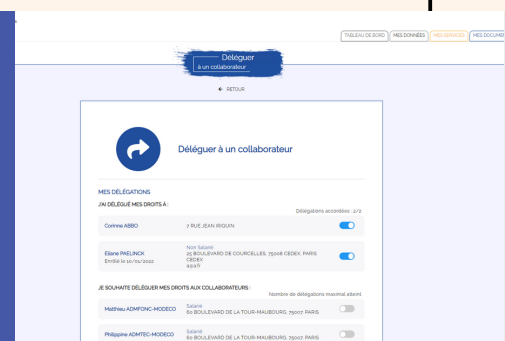 TABLEAU DE BORD MES DONNÉES MES SERVICES MES DOCUMEN
Déléguer
à un collaborateur
← RETOUR
Déléguer à un collaborateur
MES DÉLÉGATIONS
J'AI DÉLÉGUÉ MES DROITS À :
Délégations accordées : 2/2
Corinne ABBO 7 RUE JEAN RIQUIN
Eliane PAELINCK
Entité le 10/01/2022
Non Salarié
25 BOULEVARD DE COURCELLES, 75008 CEDEX, PARIS
CEDEX
JE SOUHAITE DÉLÉGUER MES DROITS AUX COLLABORATEURS :
Nombre de délégations maximal atteint
Matthieu ADMFONC-MODECO
Salarié
60 BOULEVARD DE LA TOUR-MAUBOURG, 75007, PARIS
Philippine ADMTEC-MODECO
Salarié
60 BOULEVARD DE LA TOUR-MAUBOURG, 75007, PARIS